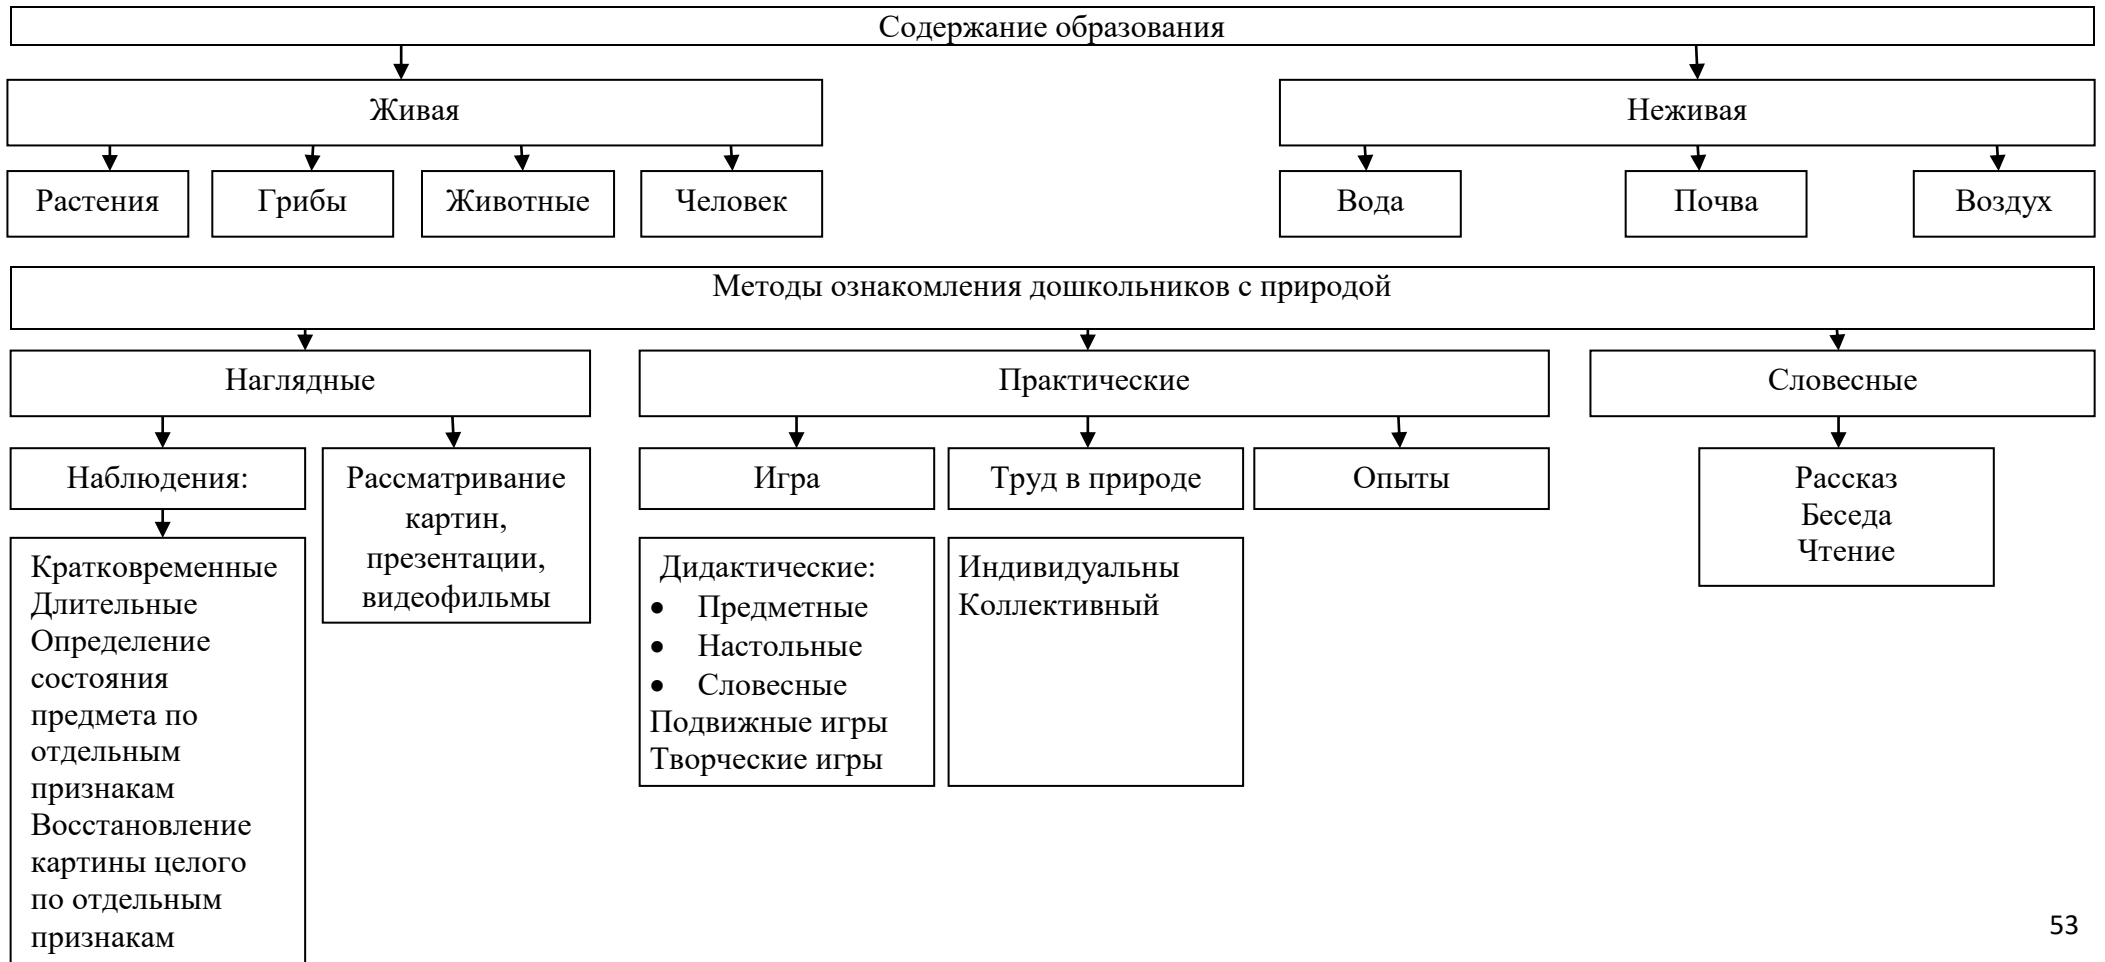 Содержание образования
Живая
Неживая
Растения
Грибы
Животные
Человек
Вода
Почва
Воздух
Методы ознакомления дошкольников с природой
Наглядные
Практические
Словесные
Наблюдения:
Рассматривание
картин,
презентации,
видеофильмы
Игра
Труд в природе
Опыты
Рассказ
Беседа
Чтение
Кратковременные
Длительные
Определение
состояния
предмета по
отдельным
признакам
Восстановление
картины целого
по отдельным
признакам
Дидактические:
• Предметные
• Настольные
• Словесные
Подвижные игры
Творческие игры
Индивидуальны
Коллективный
53